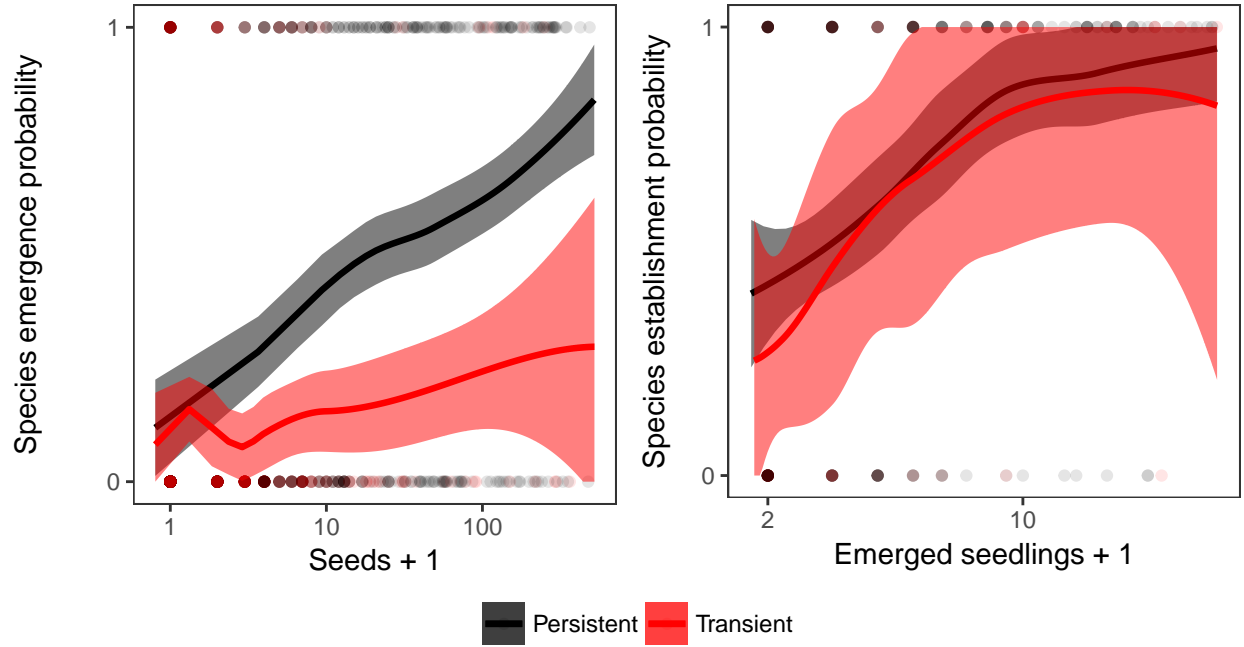 Species emergence probability
1
0
1
10
100
Seeds + 1
Species establishment probability
1
0
2
10
Emerged seedlings + 1
Persistent
Transient